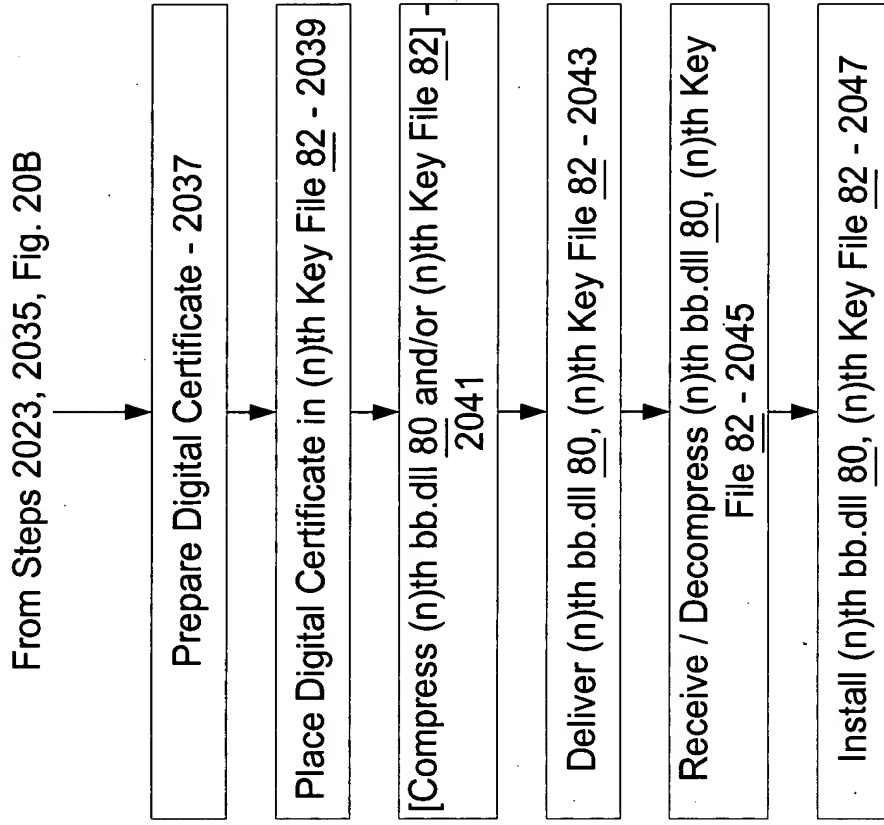 From Steps 2023, 2035, Fig. 20B
Prepare Digital Certificate - 2037
Place Digital Certificate in (n)th Key File 82 - 2039
[Compress (n)th bb.dll 80 and/or (n)th Key File 82] -
2041
Deliver (n)th bb.dll 80, (n)th Key File 82 - 2043
Receive / Decompress (n)th bb.dll 80, (n)th Key
File 82 - 2045
Install (n)th bb.dll 80, (n)th Key File 82 - 2047